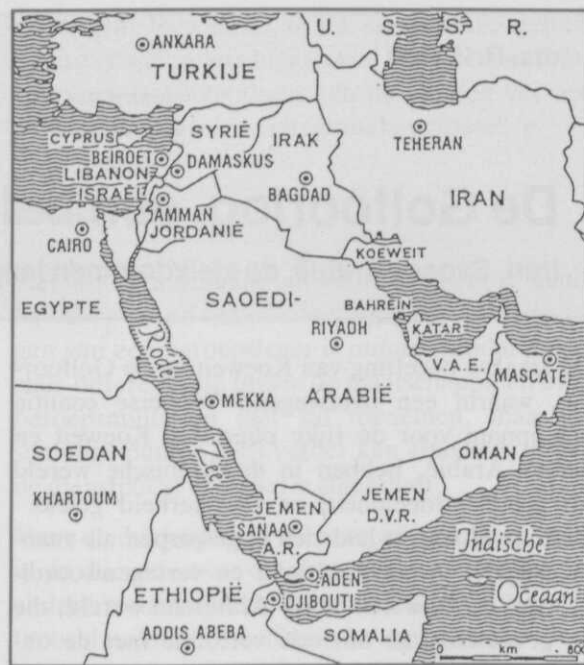 U. S. S. R.
ANKARA
TURKIJE
CYPRUS
SYRIË
IRAK
TEHERAN
BEIROET
LIBANON
DAMASKUS
ISRAËL
BAGDAD
IRAN
AMMAN
JORDANIË
CAIRO
KOEWEIT
EGYPTE
SAOEDI-
BAHREIN
RIYADH
KATAR
Rode
V.A.E.
MASCATE
MEKKA
ARABIË
Zee
OMAN
SOEDAN
JEMEN
JEMEN
KHARTOUM
SANAA
D.V.R.
A.R.
Indische
ADEN
ETHIOPIË
DJIBOUTI
Oceaan
ADDIS ABEBA
SOMALIA
0 km 800